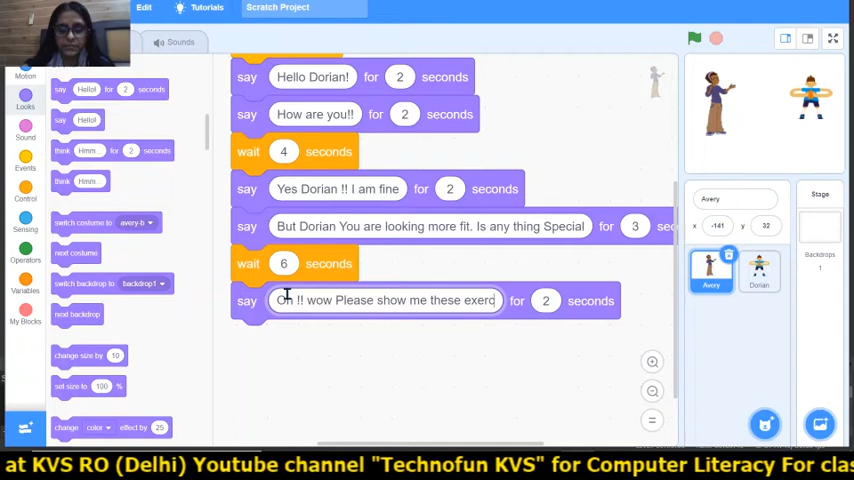 Edit Tutorials Scratch Project
Sounds
Motion
Looks
Sound
Events
Control
Sensing
Operators
Variables
My Blocks
say Hello! for 2 seconds
say Hello!
think Hmm... for 2 seconds
think Hmm...
switch costume to avery-b
next costume
switch backdrop to backdrop1
next backdrop
change size by 10
set size to 100 %
change color effect by 25
say Hello Dorian! for 2 seconds
say How are you!! for 2 seconds
wait 4 seconds
say Yes Dorian !! I am fine for 2 seconds
say But Dorian You are looking more fit. Is any thing Special for 3 sec
wait 6 seconds
say Oh !! wow Please show me these exerc for 2 seconds
Avery
x -141 y 32
Avery
Dorian
Stage
Backdrops
1
at KVS RO (Delhi) Youtube channel "Technofun KVS" for Computer Literacy For clas